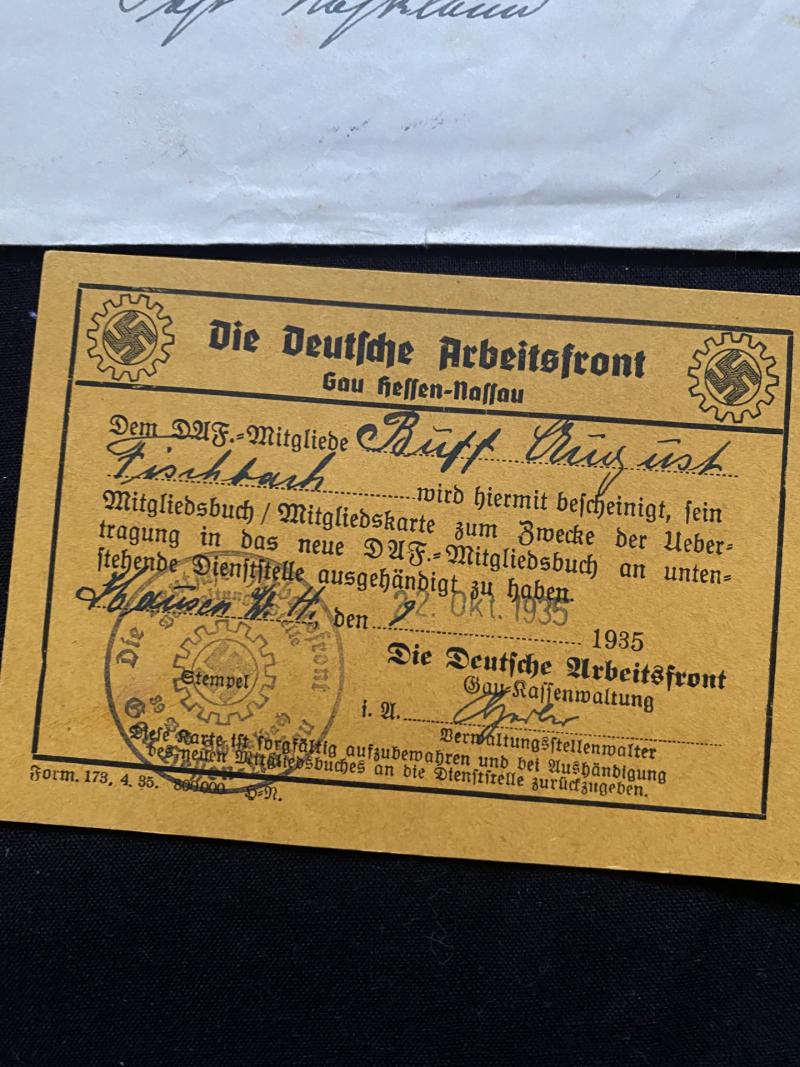 Die Deutsche Arbeitsfront
Gau Hessen-Nassau
Dem DAF.-Mitgliede Buff August
Fischbach wird hiermit bescheinigt, sein
Mitgliedsbuch / Mitgliedskarte zum Zwecke der Ueber-
tragung in das neue DAF.-Mitgliedsbuch an unten-
stehende Dienststelle ausgehändigt zu haben.
Hausen v. H., den 22. Okt. 1935 1935
Die Deutsche Arbeitsfront
Gau-Kassenwaltung
Stempel
i. A.
Verwaltungsstellenwalter
Diese Karte ist sorgfältig aufzubewahren und bei Aushändigung
des neuen Mitgliedsbuches an die Dienststelle zurückzugeben.
Form. 173. 4. 35. 800000 H-N.